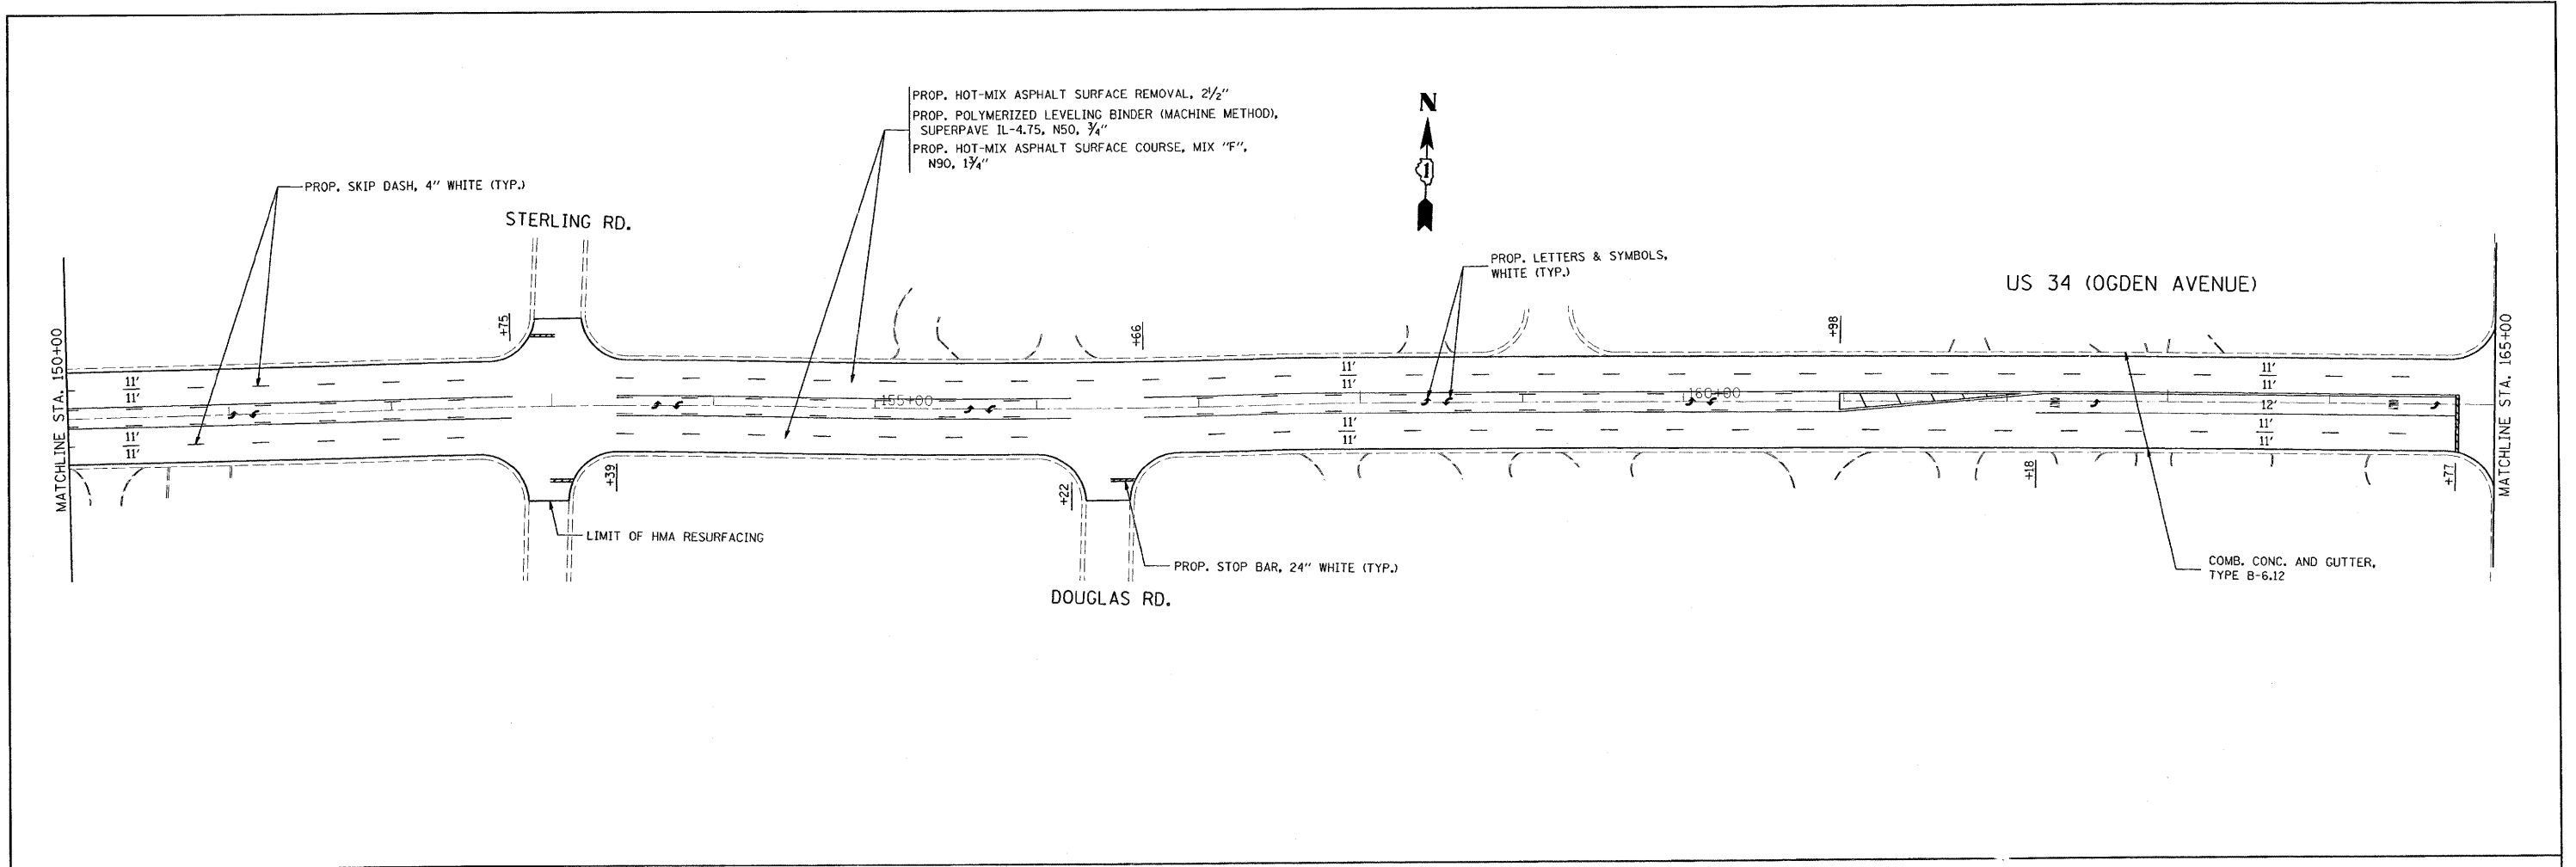 PROP. HOT-MIX ASPHALT SURFACE REMOVAL, 2 1/2"
PROP. POLYMERIZED LEVELING BINDER (MACHINE METHOD),
SUPERPAVE IL-4.75, N50, 3/4"
PROP. HOT-MIX ASPHALT SURFACE COURSE, MIX "F",
N90, 1 3/4"
N
1
PROP. SKIP DASH, 4" WHITE (TYP.)
STERLING RD.
PROP. LETTERS & SYMBOLS,
WHITE (TYP.)
US 34 (OGDEN AVENUE)
MATCHLINE STA. 150+00
+75
+66
+98
MATCHLINE STA. 165+00
11'
11'
11'
11'
11'
11'
155+00
160+00
12'
11'
11'
11'
11'
11'
11'
+39
+22
+18
+77
LIMIT OF HMA RESURFACING
PROP. STOP BAR, 24" WHITE (TYP.)
COMB. CONC. AND GUTTER,
TYPE B-6.12
DOUGLAS RD.